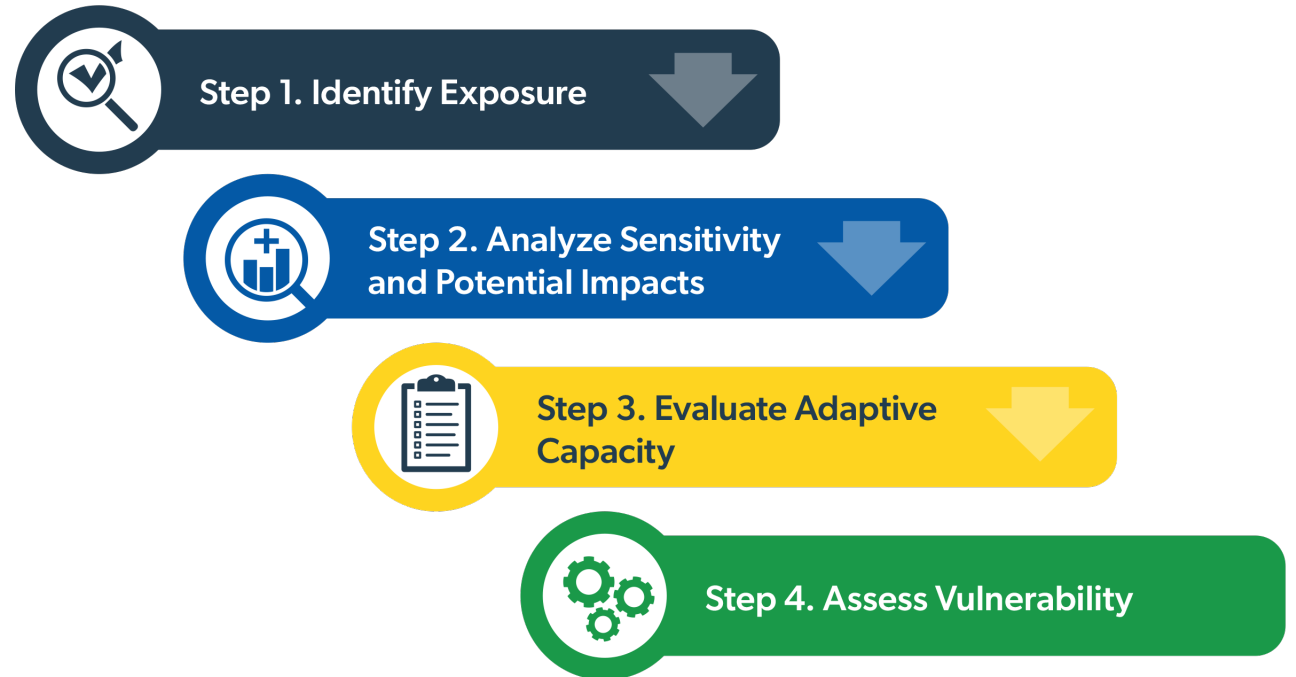 Step 1. Identify Exposure
Step 2. Analyze Sensitivity
and Potential Impacts
Step 3. Evaluate Adaptive
Capacity
Step 4. Assess Vulnerability